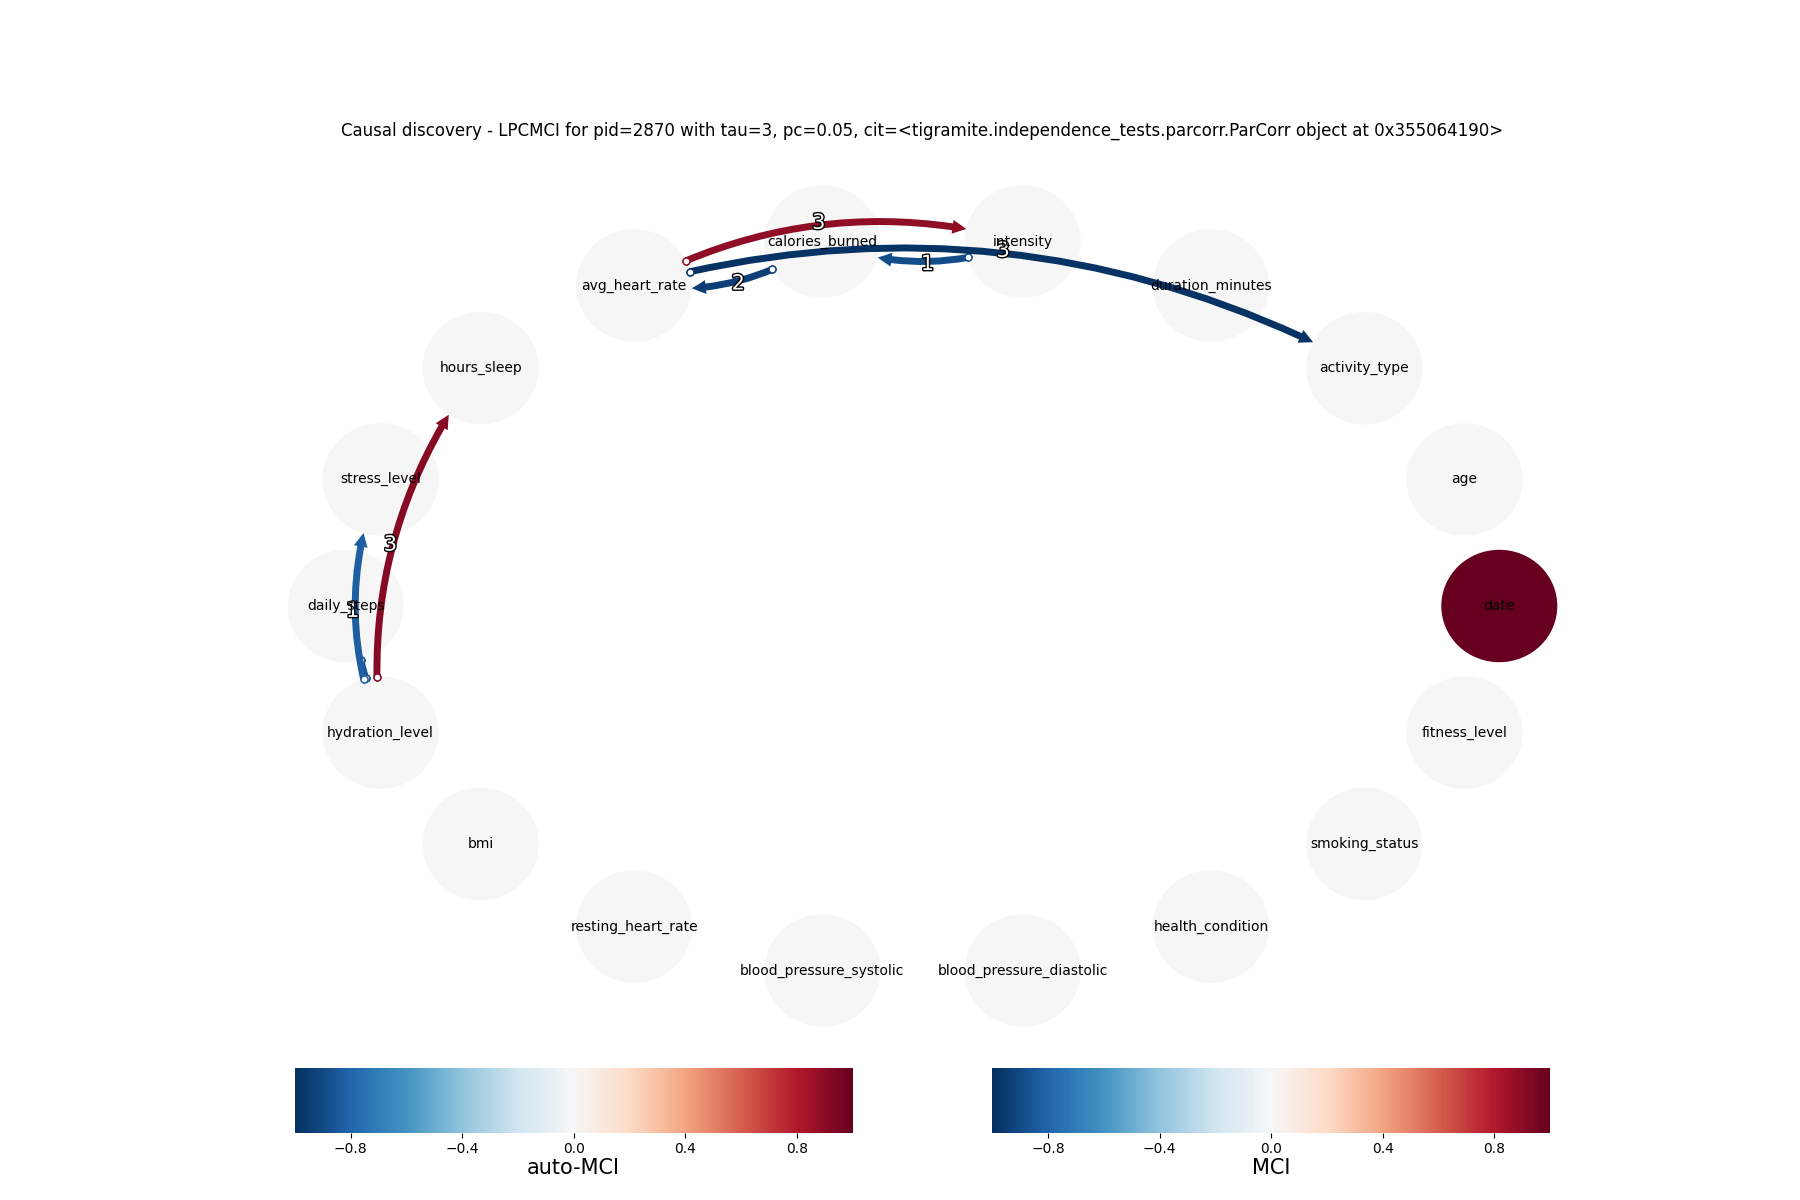 Causal discovery - LPCMCI for pid=2870 with tau=3, pc=0.05, cit=<tigramite.independence_tests.parcorr.ParCorr object at 0x355064190>
3
calories_burned
intensity
3
1
2
avg_heart_rate
duration_minutes
hours_sleep
activity_type
stress_level
age
3
daily_steps
1
date
hydration_level
fitness_level
bmi
smoking_status
resting_heart_rate
health_condition
blood_pressure_systolic
blood_pressure_diastolic
−0.8 −0.4 0.0 0.4 0.8
auto-MCI
−0.8 −0.4 0.0 0.4 0.8
MCI